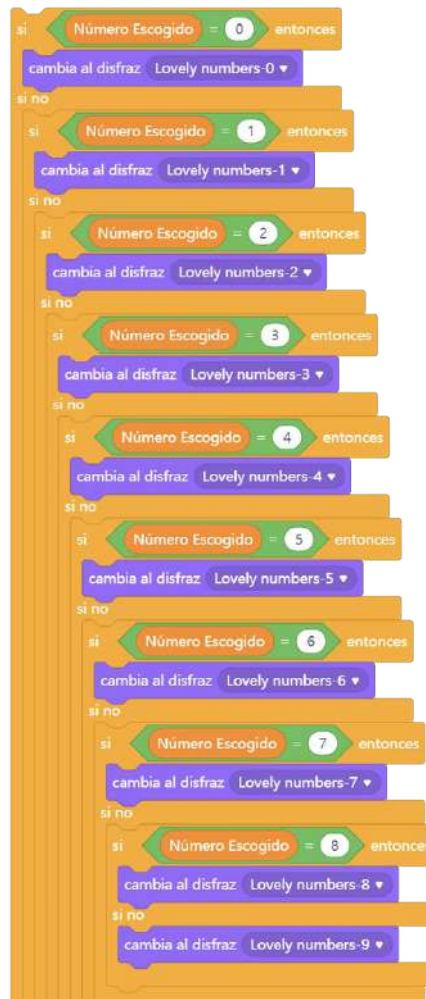 si Número Escogido = 0 entonces
cambia al disfraz Lovely numbers-0
si no
si Número Escogido = 1 entonces
cambia al disfraz Lovely numbers-1
si no
si Número Escogido = 2 entonces
cambia al disfraz Lovely numbers-2
si no
si Número Escogido = 3 entonces
cambia al disfraz Lovely numbers-3
si no
si Número Escogido = 4 entonces
cambia al disfraz Lovely numbers-4
si no
si Número Escogido = 5 entonces
cambia al disfraz Lovely numbers-5
si no
si Número Escogido = 6 entonces
cambia al disfraz Lovely numbers-6
si no
si Número Escogido = 7 entonces
cambia al disfraz Lovely numbers-7
si no
si Número Escogido = 8 entonce
cambia al disfraz Lovely numbers-8
si no
cambia al disfraz Lovely numbers-9